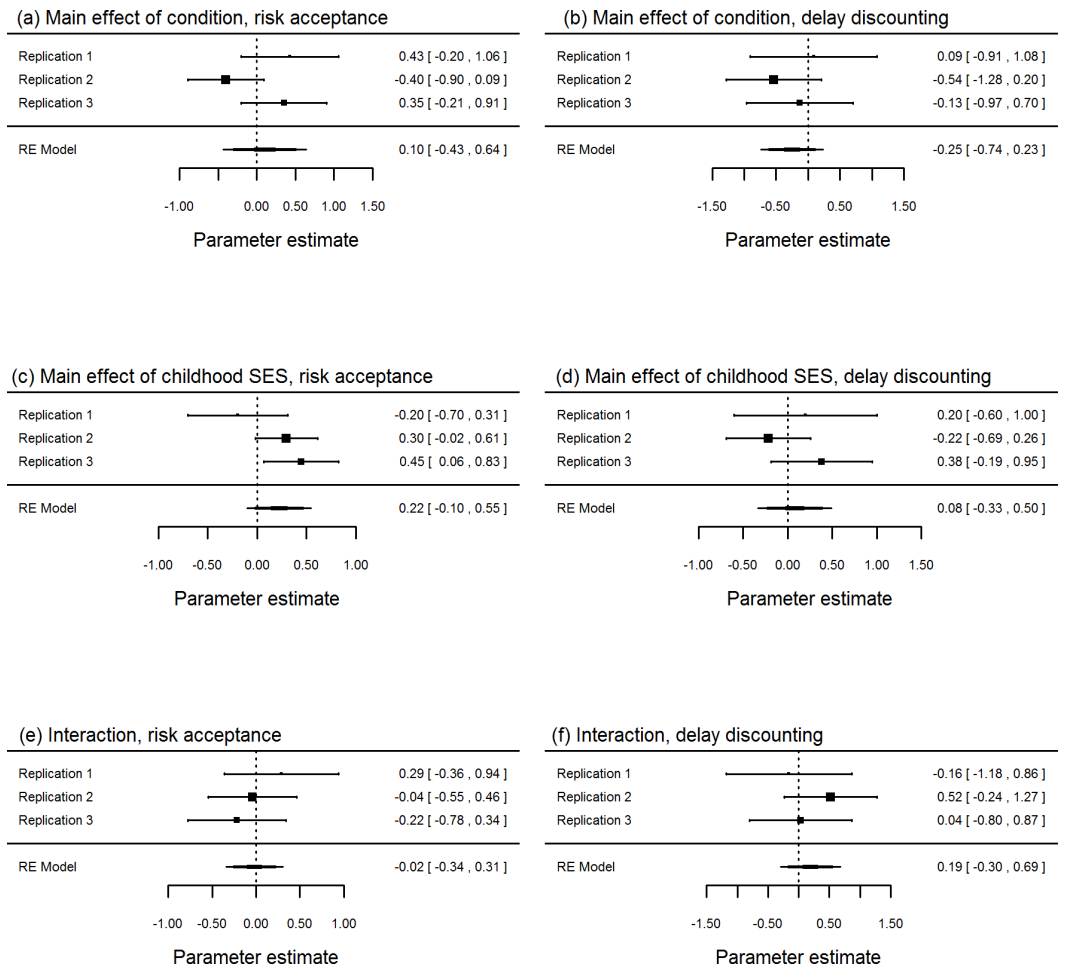 (a) Main effect of condition, risk acceptance
Replication 1 0.43 [ -0.20 , 1.06 ]
Replication 2 -0.40 [ -0.90 , 0.09 ]
Replication 3 0.35 [ -0.21 , 0.91 ]
RE Model 0.10 [ -0.43 , 0.64 ]
-1.00 0.00 0.50 1.50
Parameter estimate
(b) Main effect of condition, delay discounting
Replication 1 0.09 [ -0.91 , 1.08 ]
Replication 2 -0.54 [ -1.28 , 0.20 ]
Replication 3 -0.13 [ -0.97 , 0.70 ]
RE Model -0.25 [ -0.74 , 0.23 ]
-1.50 -0.50 0.50 1.50
Parameter estimate
(c) Main effect of childhood SES, risk acceptance
Replication 1 -0.20 [ -0.70 , 0.31 ]
Replication 2 0.30 [ -0.02 , 0.61 ]
Replication 3 0.45 [ 0.06 , 0.83 ]
RE Model 0.22 [ -0.10 , 0.55 ]
-1.00 -0.50 0.00 0.50 1.00
Parameter estimate
(d) Main effect of childhood SES, delay discounting
Replication 1 0.20 [ -0.60 , 1.00 ]
Replication 2 -0.22 [ -0.69 , 0.26 ]
Replication 3 0.38 [ -0.19 , 0.95 ]
RE Model 0.08 [ -0.33 , 0.50 ]
-1.00 -0.50 0.00 0.50 1.00 1.50
Parameter estimate
(e) Interaction, risk acceptance
Replication 1 0.29 [ -0.36 , 0.94 ]
Replication 2 -0.04 [ -0.55 , 0.46 ]
Replication 3 -0.22 [ -0.78 , 0.34 ]
RE Model -0.02 [ -0.34 , 0.31 ]
-1.00 -0.50 0.00 0.50 1.00
Parameter estimate
(f) Interaction, delay discounting
Replication 1 -0.16 [ -1.18 , 0.86 ]
Replication 2 0.52 [ -0.24 , 1.27 ]
Replication 3 0.04 [ -0.80 , 0.87 ]
RE Model 0.19 [ -0.30 , 0.69 ]
-1.50 -0.50 0.50 1.50
Parameter estimate